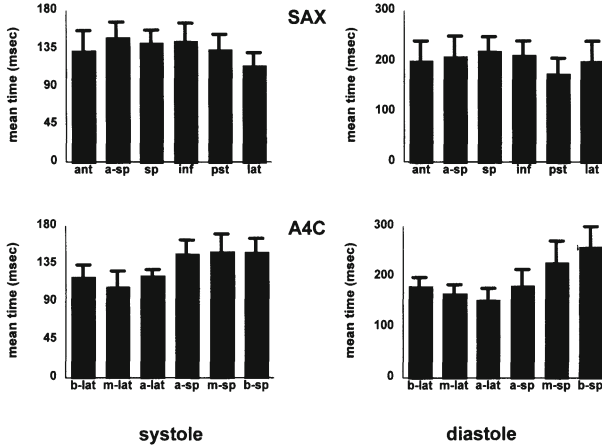 SAX
mean time (msec)
180
135
90
45
0
ant a-sp sp inf pst lat
mean time (msec)
300
200
100
0
ant a-sp sp inf pst lat
A4C
mean time (msec)
180
135
90
45
0
b-lat m-lat a-lat a-sp m-sp b-sp
mean time (msec)
300
200
100
0
b-lat m-lat a-lat a-sp m-sp b-sp
systole
diastole